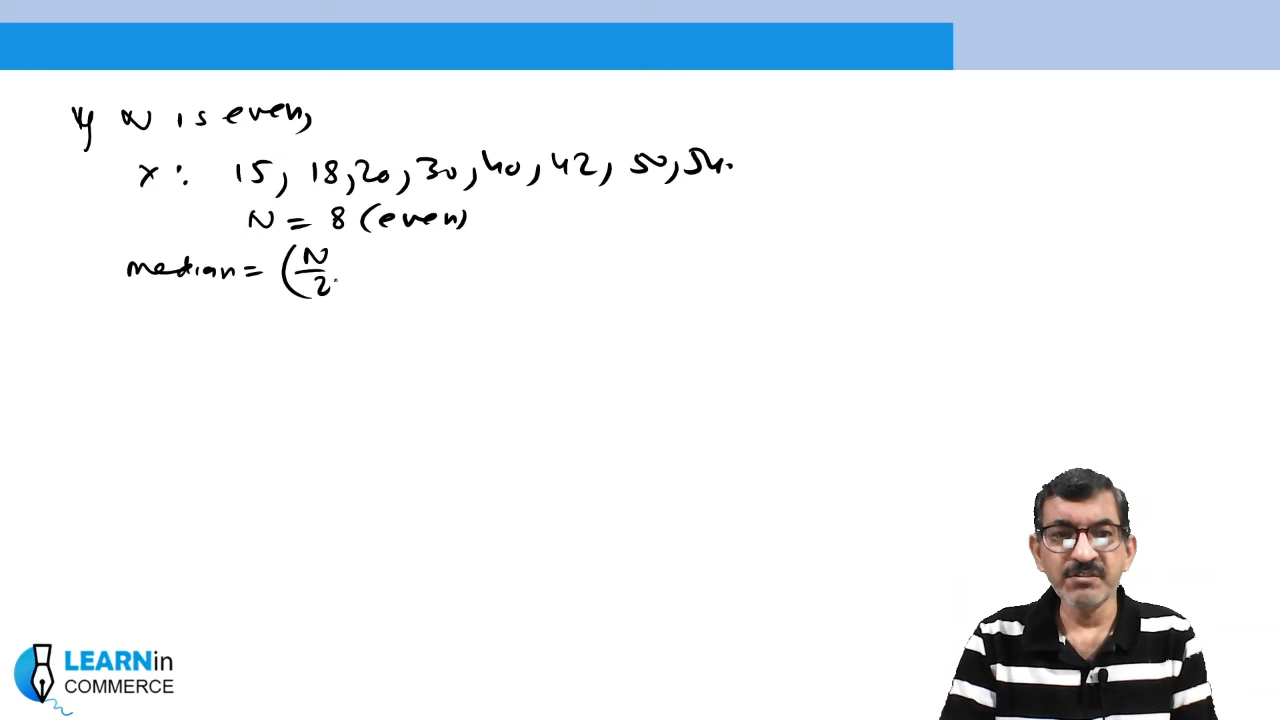 If N is even,
x : 15, 18, 20, 30, 40, 42, 50, 54.
N = 8 (even)
median = (N/2
LEARNin
COMMERCE